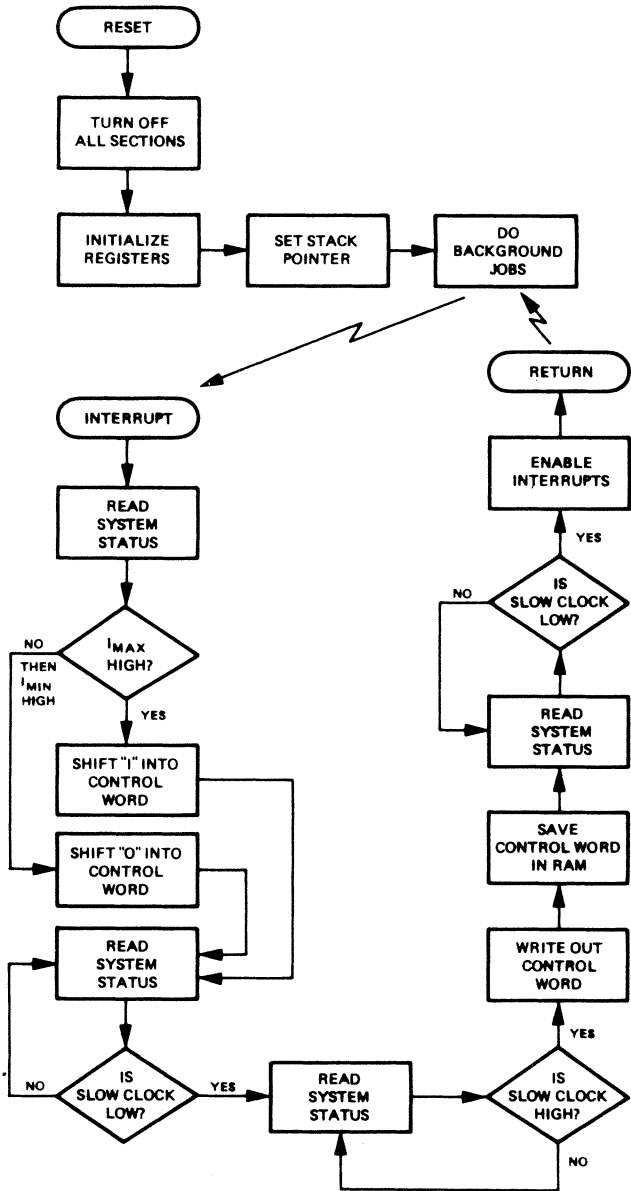 RESET
TURN OFF
ALL SECTIONS
INITIALIZE
REGISTERS
SET STACK
POINTER
DO
BACKGROUND
JOBS
INTERRUPT
READ
SYSTEM
STATUS
IMAX
HIGH?
NO
THEN
IMIN
HIGH
YES
SHIFT "I" INTO
CONTROL
WORD
SHIFT "O" INTO
CONTROL
WORD
READ
SYSTEM
STATUS
IS
SLOW CLOCK
LOW?
NO
YES
READ
SYSTEM
STATUS
IS
SLOW CLOCK
HIGH?
NO
YES
WRITE OUT
CONTROL
WORD
SAVE
CONTROL WORD
IN RAM
READ
SYSTEM
STATUS
IS
SLOW CLOCK
LOW?
NO
YES
ENABLE
INTERRUPTS
RETURN